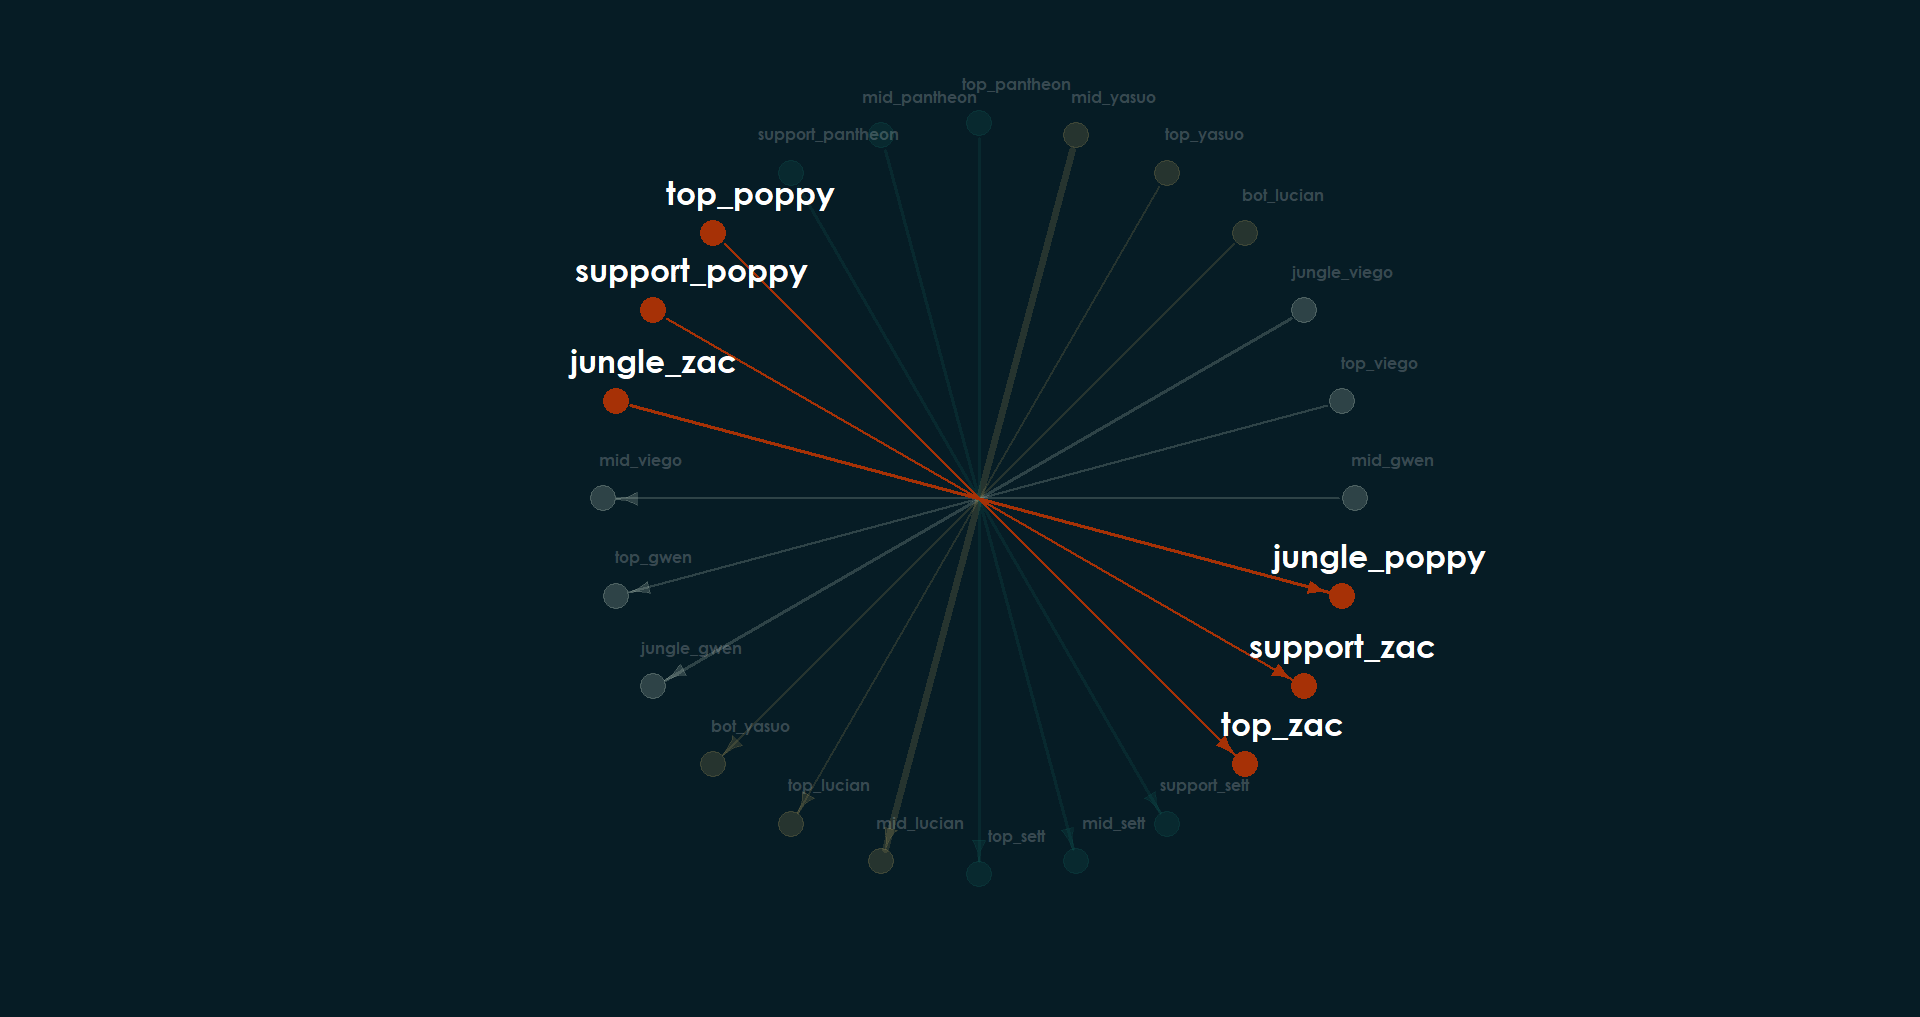 top_pantheon
mid_pantheon
mid_yasuo
support_pantheon
top_yasuo
top_poppy
bot_lucian
support_poppy
jungle_viego
jungle_zac
top_viego
mid_viego
mid_gwen
top_gwen
jungle_poppy
jungle_gwen
support_zac
bot_yasuo
top_zac
top_lucian
support_sett
mid_lucian
mid_sett
top_sett